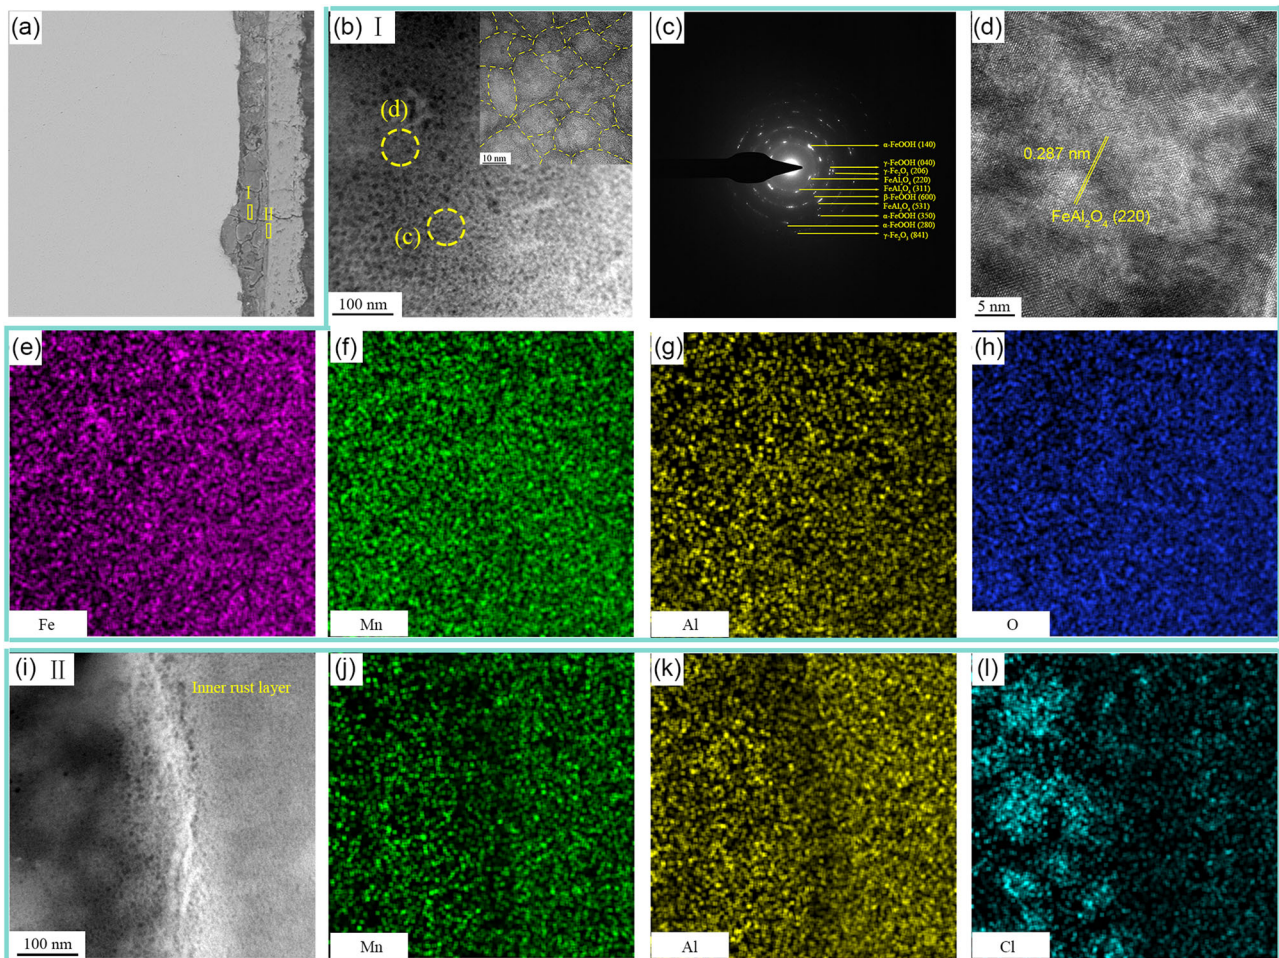 (a)
I
II
(b) I
(d)
(c)
10 nm
100 nm
(c)
α-FeOOH (140)
γ-FeOOH (040)
γ-Fe₂O₃ (206)
FeAl₂O₄ (220)
FeAl₂O₄ (311)
β-FeOOH (600)
FeAl₂O₄ (531)
α-FeOOH (350)
α-FeOOH (280)
γ-Fe₂O₃ (841)
(d)
0.287 nm
FeAl₂O₄ (220)
5 nm
(e)
Fe
(f)
Mn
(g)
Al
(h)
O
(i) II
Inner rust layer
100 nm
(j)
Mn
(k)
Al
(l)
Cl